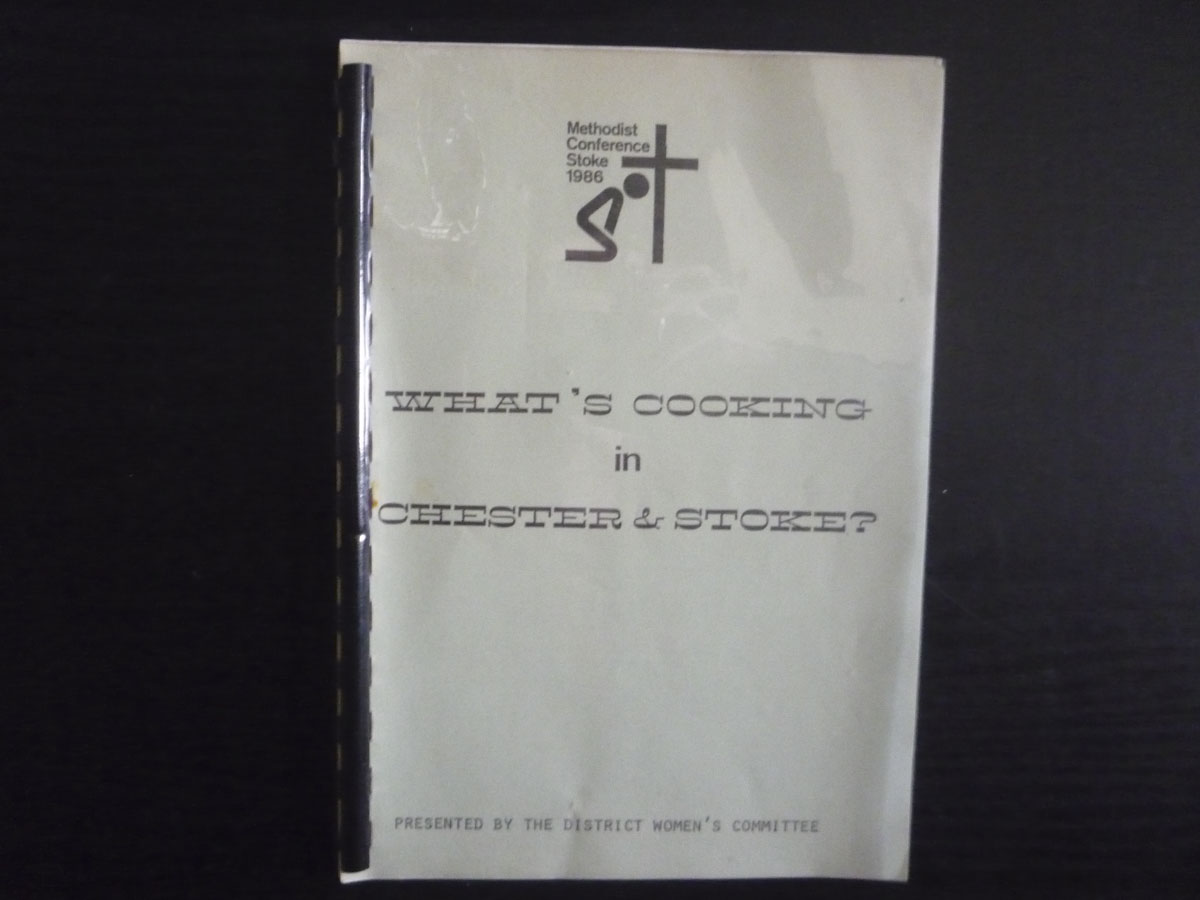 Methodist
Conference
Stoke
1986
WHAT'S COOKING
in
CHESTER & STOKE?
PRESENTED BY THE DISTRICT WOMEN'S COMMITTEE